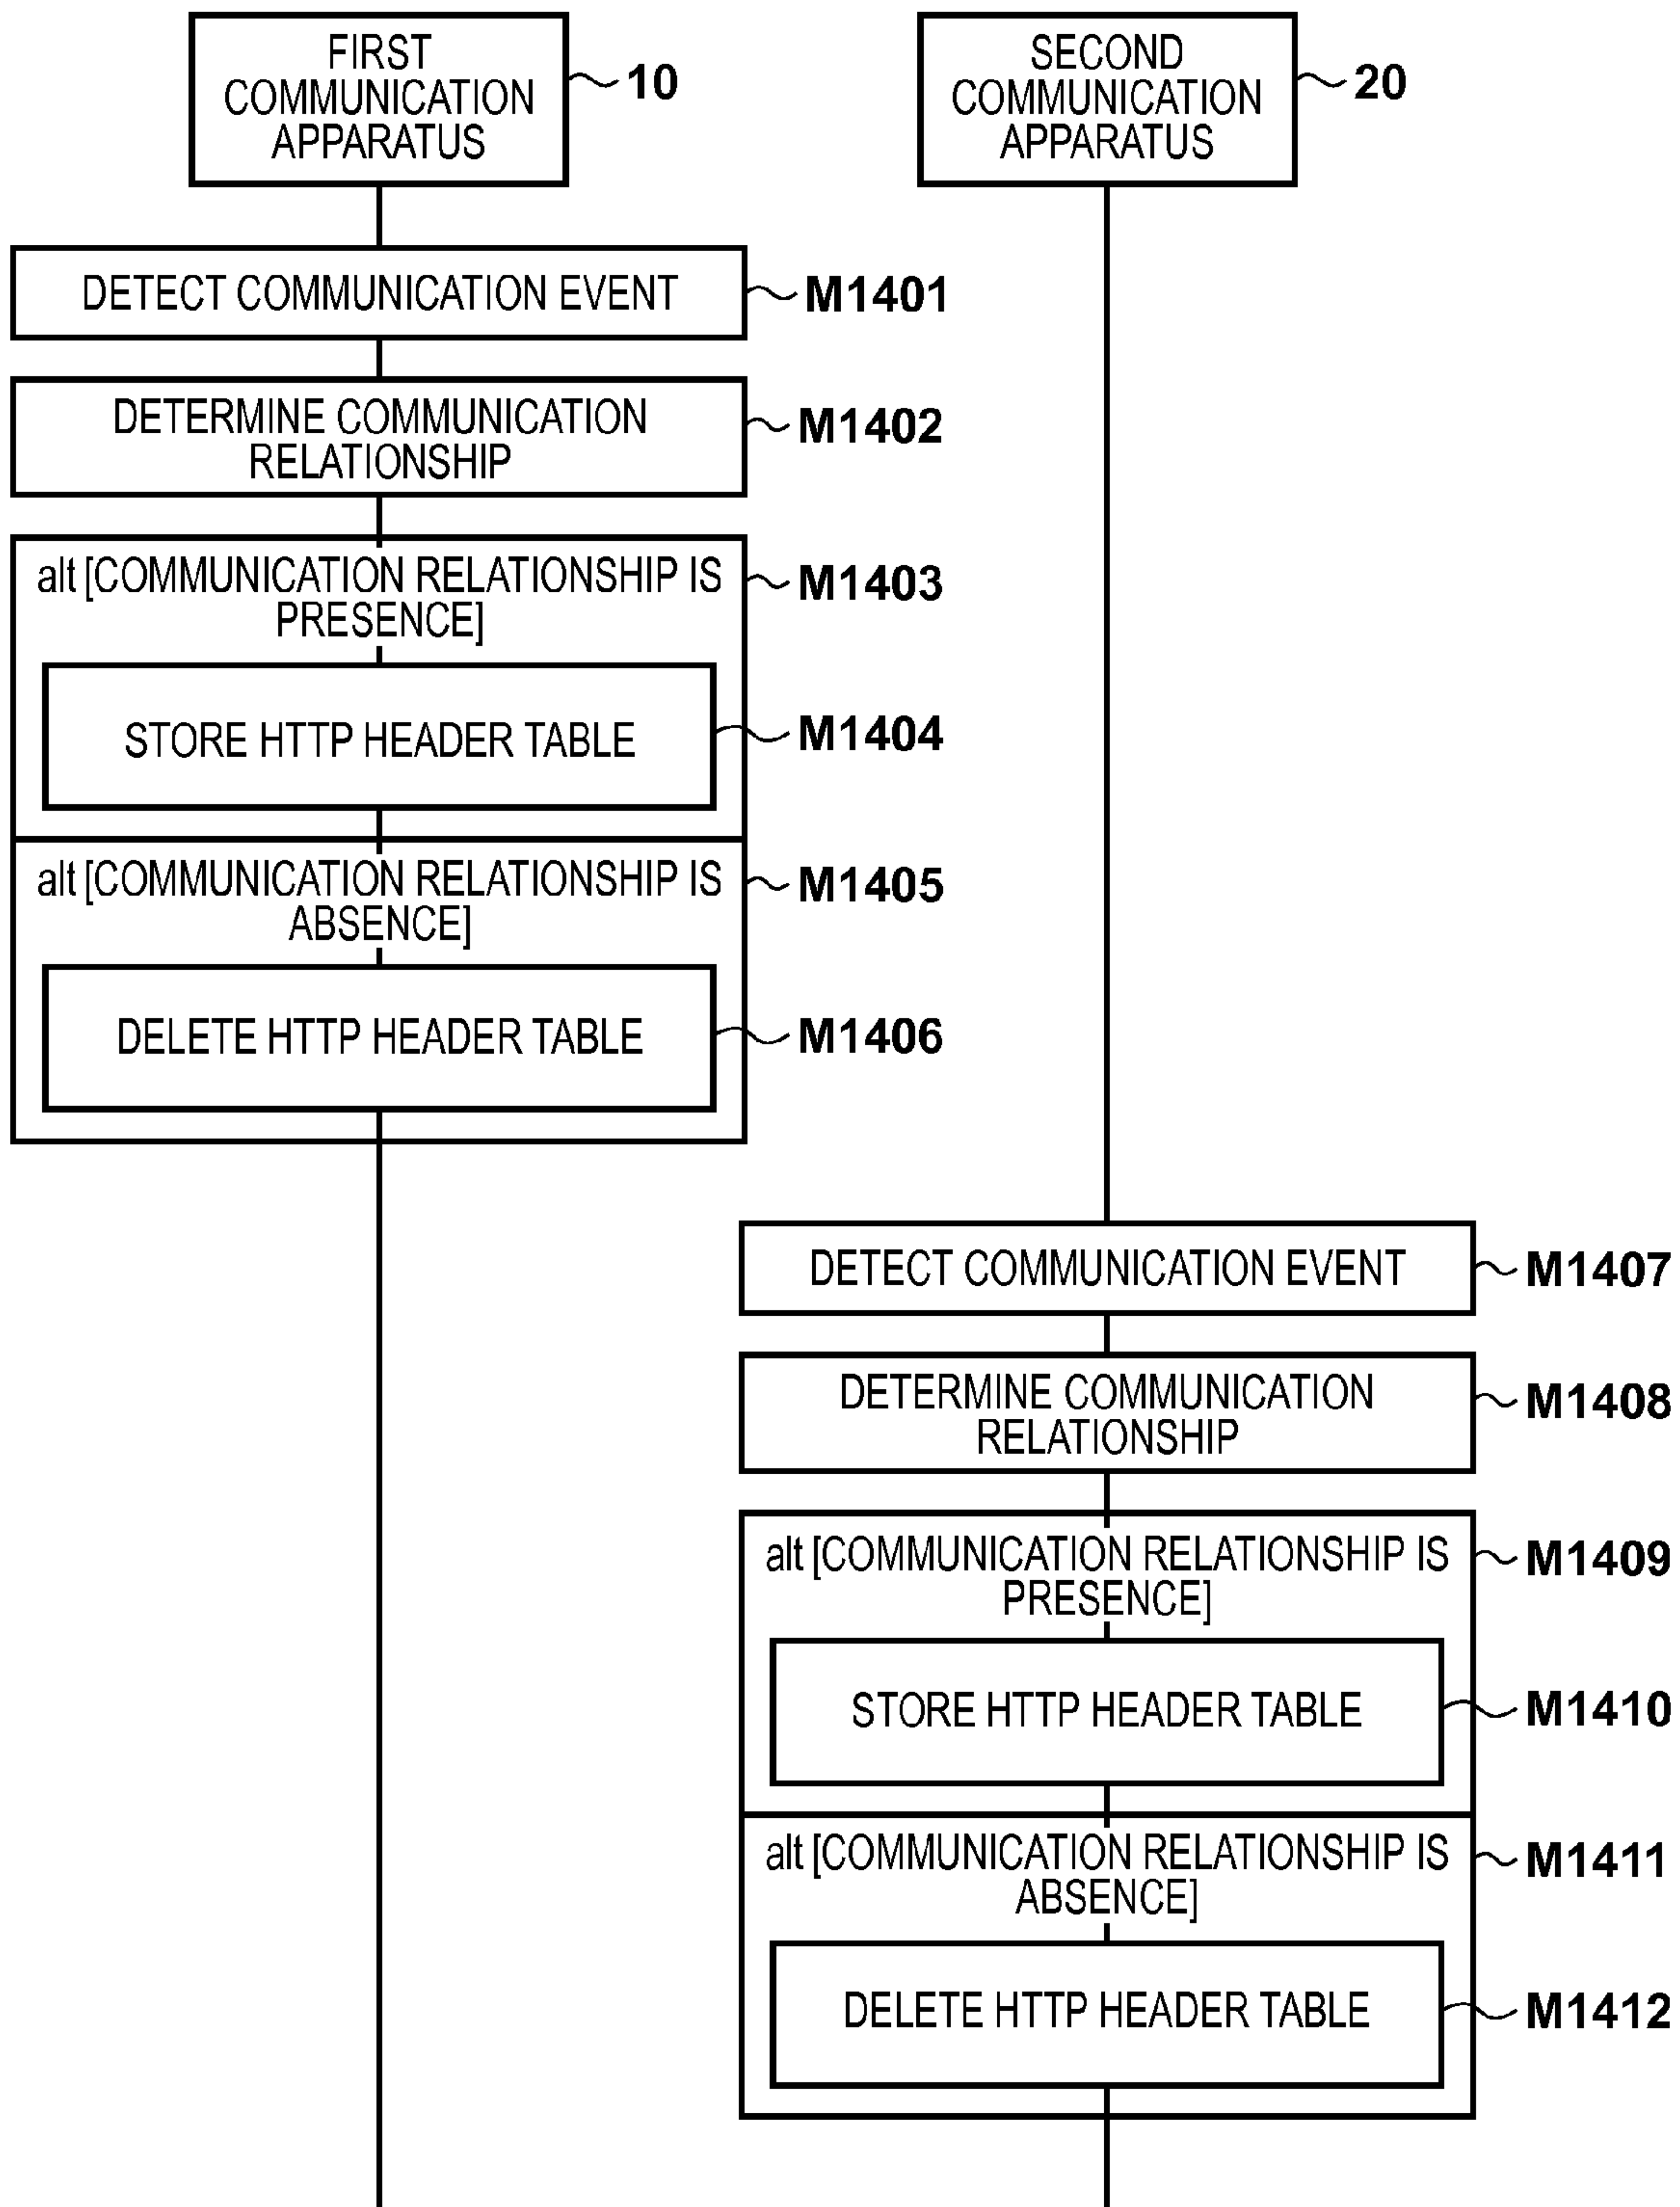 FIRST
COMMUNICATION
APPARATUS
10
SECOND
COMMUNICATION
APPARATUS
20
DETECT COMMUNICATION EVENT
M1401
DETERMINE COMMUNICATION
RELATIONSHIP
M1402
alt [COMMUNICATION RELATIONSHIP IS
PRESENCE]
M1403
STORE HTTP HEADER TABLE
M1404
alt [COMMUNICATION RELATIONSHIP IS
ABSENCE]
M1405
DELETE HTTP HEADER TABLE
M1406
DETECT COMMUNICATION EVENT
M1407
DETERMINE COMMUNICATION
RELATIONSHIP
M1408
alt [COMMUNICATION RELATIONSHIP IS
PRESENCE]
M1409
STORE HTTP HEADER TABLE
M1410
alt [COMMUNICATION RELATIONSHIP IS
ABSENCE]
M1411
DELETE HTTP HEADER TABLE
M1412